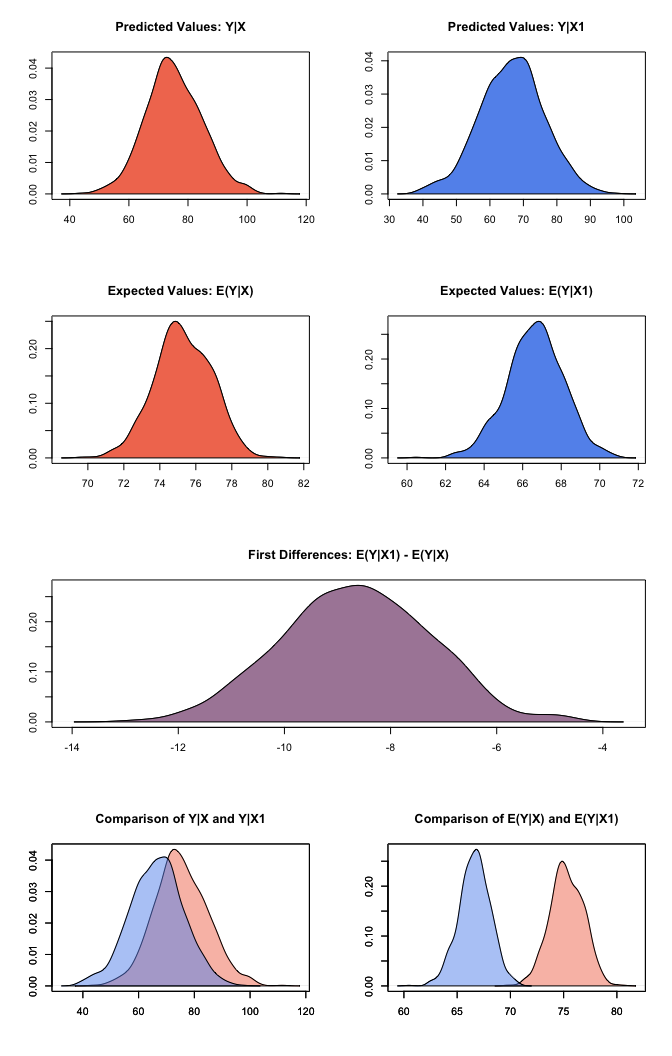 Predicted Values: Y|X
0.00 0.01 0.02 0.03 0.04
40 60 80 100 120
Predicted Values: Y|X1
0.00 0.01 0.02 0.03 0.04
30 40 50 60 70 80 90 100
Expected Values: E(Y|X)
0.00 0.10 0.20
70 72 74 76 78 80 82
Expected Values: E(Y|X1)
0.00 0.10 0.20
60 62 64 66 68 70 72
First Differences: E(Y|X1) - E(Y|X)
0.00 0.10 0.20
-14 -12 -10 -8 -6 -4
Comparison of Y|X and Y|X1
0.00 0.01 0.02 0.03 0.04
40 60 80 100 120
Comparison of E(Y|X) and E(Y|X1)
0.00 0.10 0.20
60 65 70 75 80